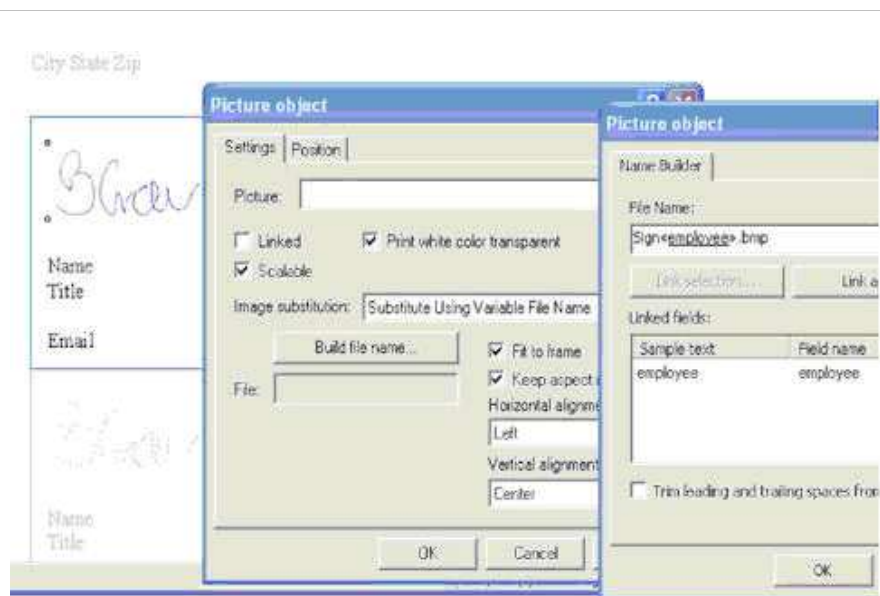 City State Zip
Name
Title
Email
Name
Title
Picture object
Settings
Position
Picture:
Linked
Print white color transparent
Scalable
Image substitution:
Substitute Using Variable File Name
Build file name...
Fit to frame
Keep aspect
File:
Horizontal alignme
Left
Vertical alignment
Center
OK
Cancel
Picture object
Name Builder
File Name:
Sign«employee».bmp
Link selection...
Link a
Linked fields:
Sample text
Field name
employee
employee
Trim leading and trailing spaces from
OK